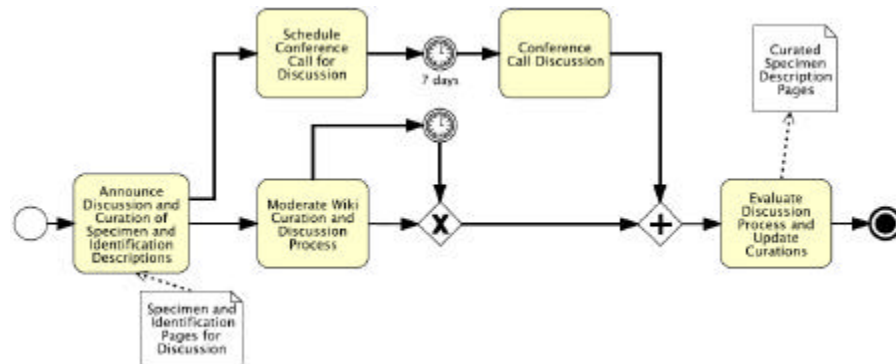 Schedule
Conference
Call for
Discussion
7 days
Conference
Call Discussion
Curated
Specimen
Description
Pages
Announce
Discussion and
Curation of
Specimen and
Identification
Descriptions
Moderate Wiki
Curation and
Discussion
Process
X
+
Evaluate
Discussion
Process and
Update
Curations
Specimen and
Identification
Pages for
Discussion